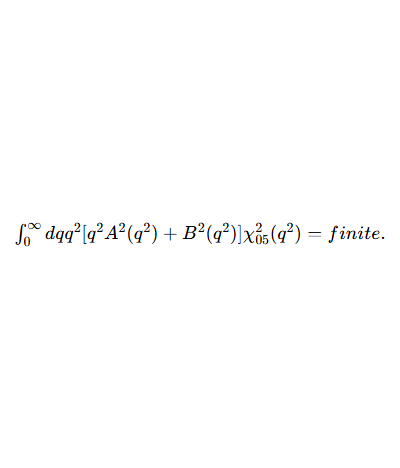 ∫₀^∞ dqq²[q²A²(q²) + B²(q²)]χ²₀₅(q²) = finite.